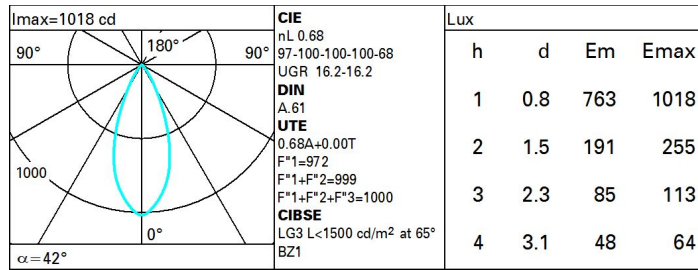 Imax=1018 cd
90° 180° 90°
1000
0°
α=42°
CIE
nL 0.68
97-100-100-100-68
UGR 16.2-16.2
DIN
A.61
UTE
0.68A+0.00T
F"1=972
F"1+F"2=999
F"1+F"2+F"3=1000
CIBSE
LG3 L<1500 cd/m² at 65°
BZ1
Lux
h d Em Emax
1 0.8 763 1018
2 1.5 191 255
3 2.3 85 113
4 3.1 48 64